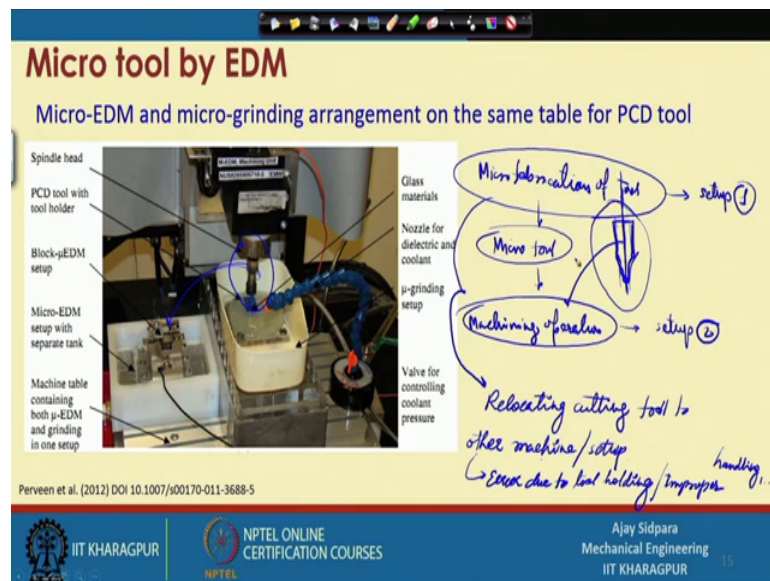 Micro tool by EDM
Micro-EDM and micro-grinding arrangement on the same table for PCD tool
Spindle head
PCD tool with
tool holder
Block-μEDM
setup
Micro-EDM
setup with
separate tank
Machine table
containing
both μ-EDM
and grinding
in one setup
M-EDM Machining Unit
Glass
materials
Nozzle for
dielectric and
coolant
μ-grinding
setup
Valve for
controlling
coolant
pressure
Micro fabrication of tool
→ setup ①
Micro tool
Machining operation → setup ②
Relocating cutting tool to
other machine/setup
↳ Error due to tool holding/Improper handling,...
Perveen et al. (2012) DOI 10.1007/s00170-011-3688-5
IIT KHARAGPUR
NPTEL
NPTEL ONLINE
CERTIFICATION COURSES
Ajay Sidpara
Mechanical Engineering
IIT KHARAGPUR
15